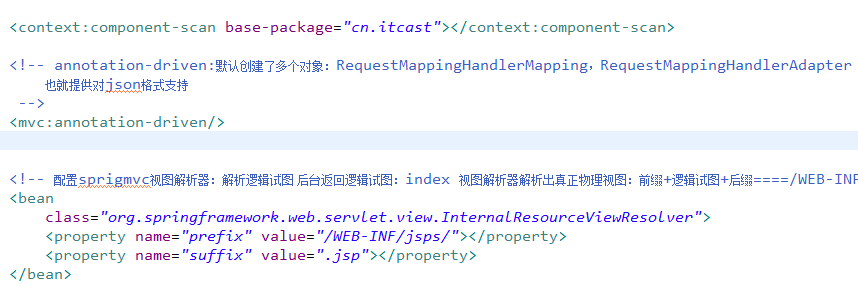 <context:component-scan base-package="cn.itcast"></context:component-scan>
<!-- annotation-driven:默认创建了多个对象：RequestMappingHandlerMapping，RequestMappingHandlerAdapter
也就提供对json格式支持
-->
<mvc:annotation-driven/>
<!-- 配置sprigmvc视图解析器：解析逻辑试图 后台返回逻辑试图：index 视图解析器解析出真正物理视图：前缀+逻辑试图+后缀====/WEB-INF
<bean
class="org.springframework.web.servlet.view.InternalResourceViewResolver">
<property name="prefix" value="/WEB-INF/jsps/"></property>
<property name="suffix" value=".jsp"></property>
</bean>